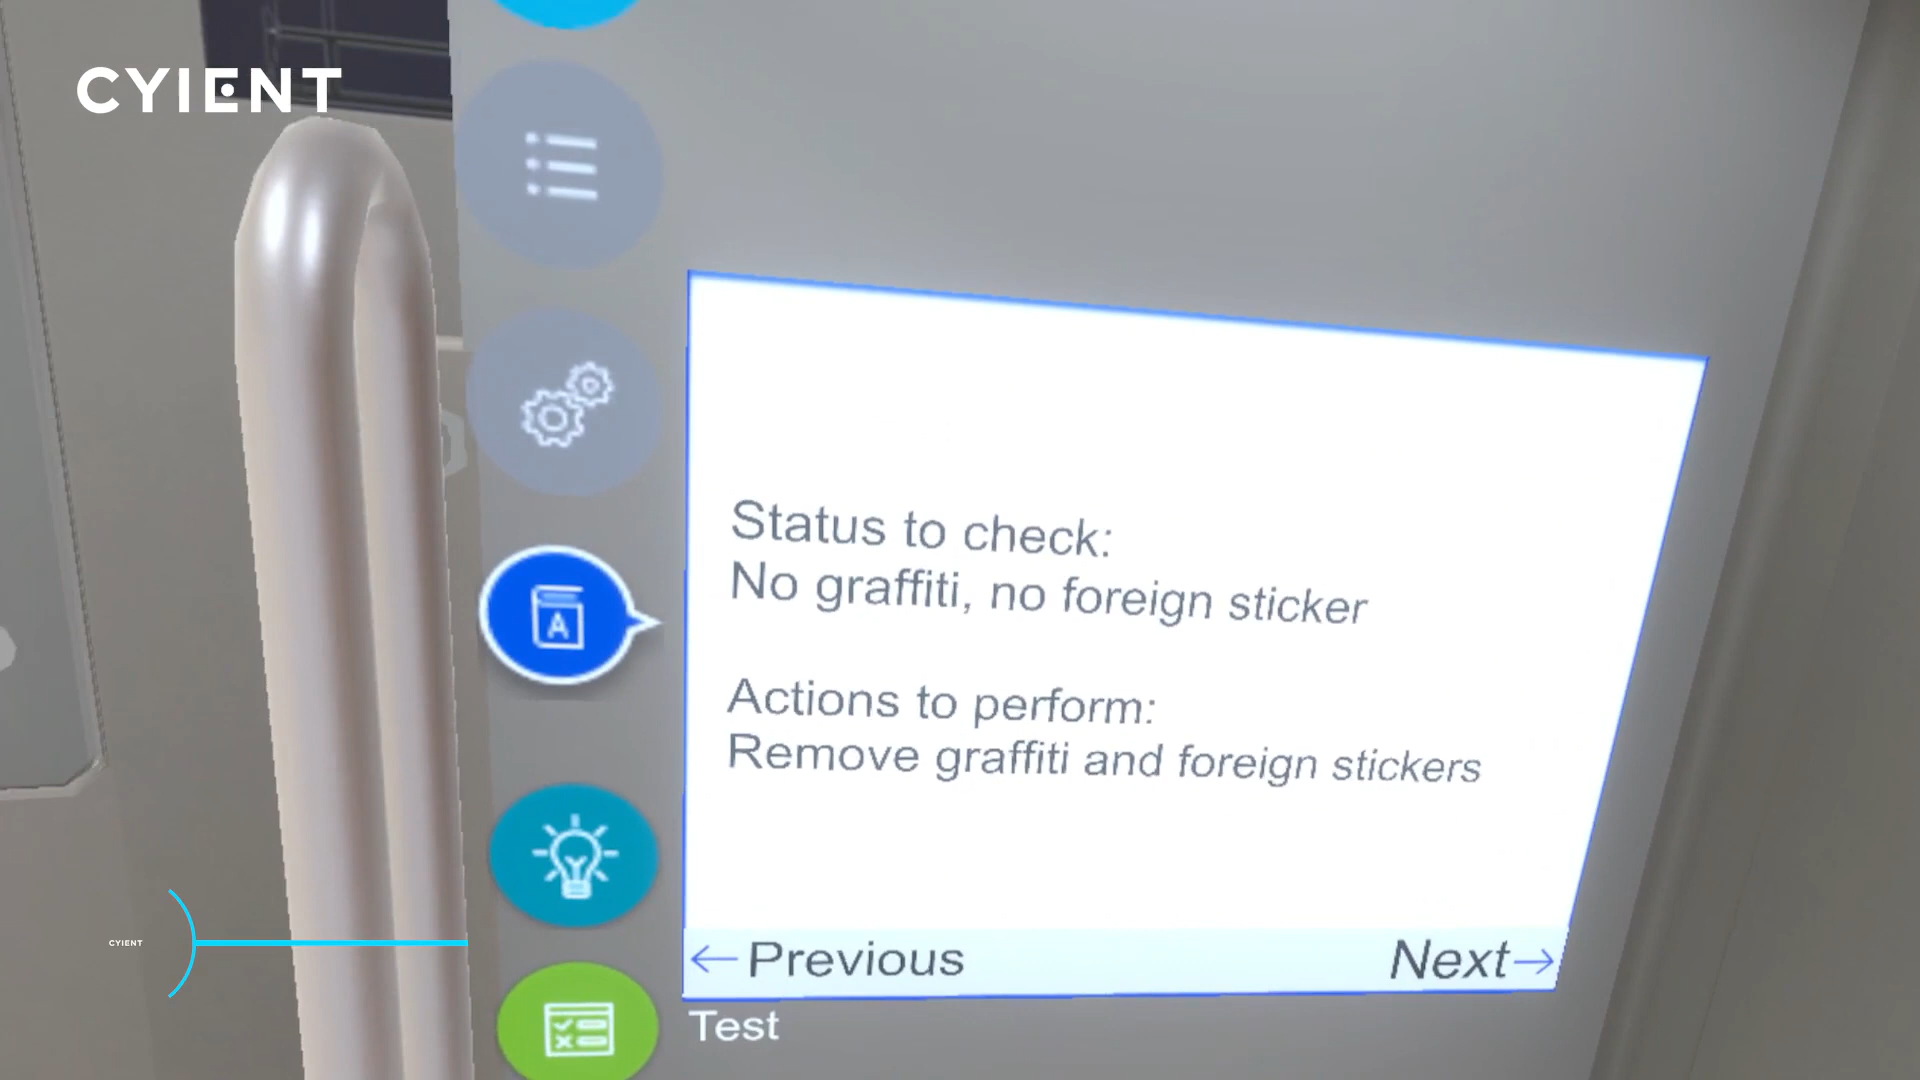 CYIENT
Status to check:
No graffiti, no foreign sticker
Actions to perform:
Remove graffiti and foreign stickers
A
← Previous
Next →
CYIENT
Test